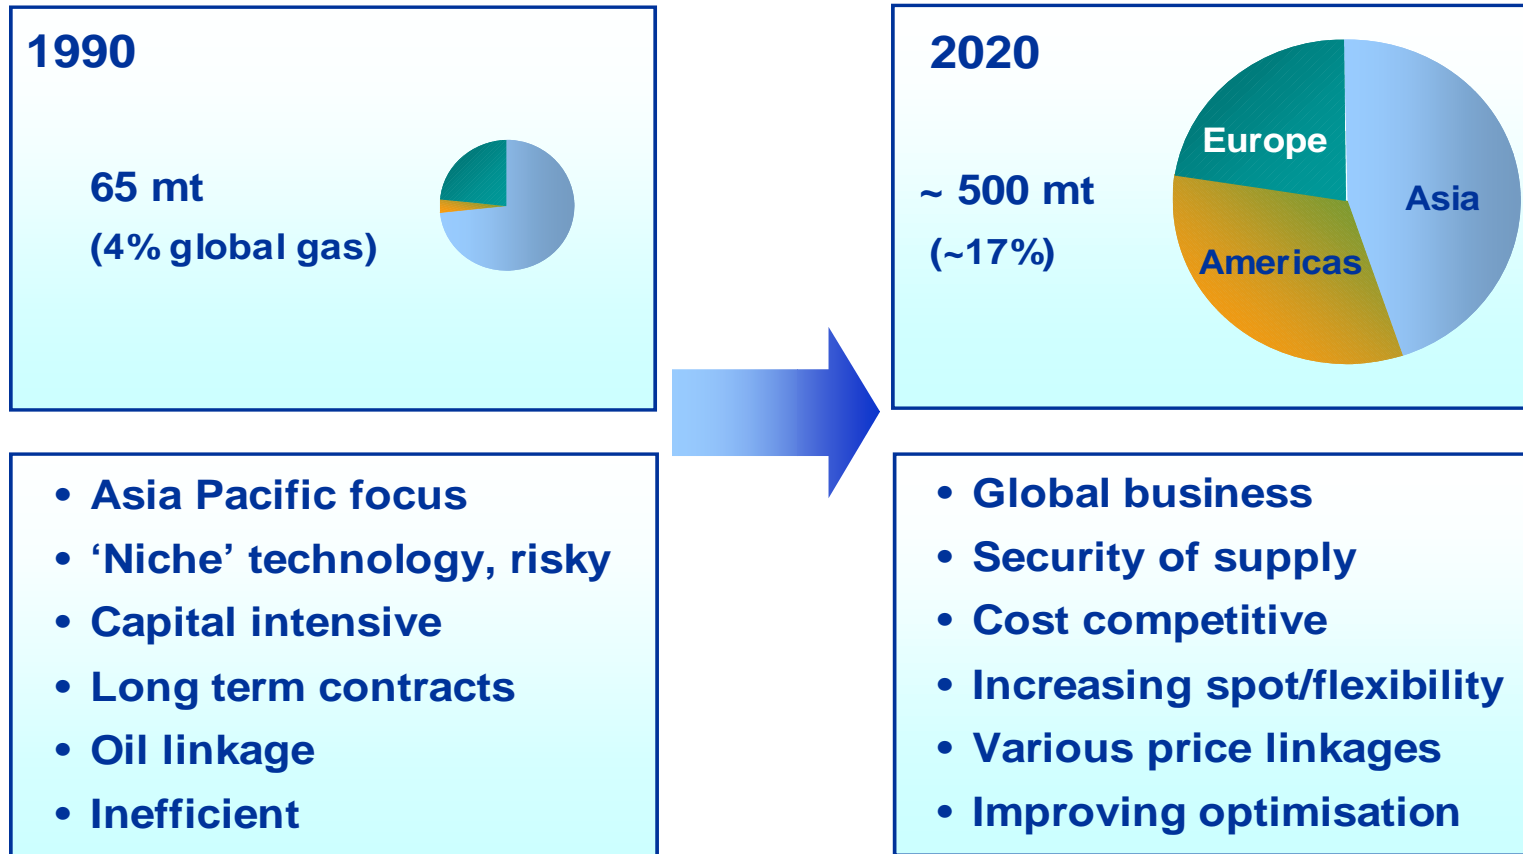 1990
65 mt
(4% global gas)
2020
~ 500 mt
(~17%)
Europe
Asia
Americas
• Asia Pacific focus
• ‘Niche’ technology, risky
• Capital intensive
• Long term contracts
• Oil linkage
• Inefficient
• Global business
• Security of supply
• Cost competitive
• Increasing spot/flexibility
• Various price linkages
• Improving optimisation